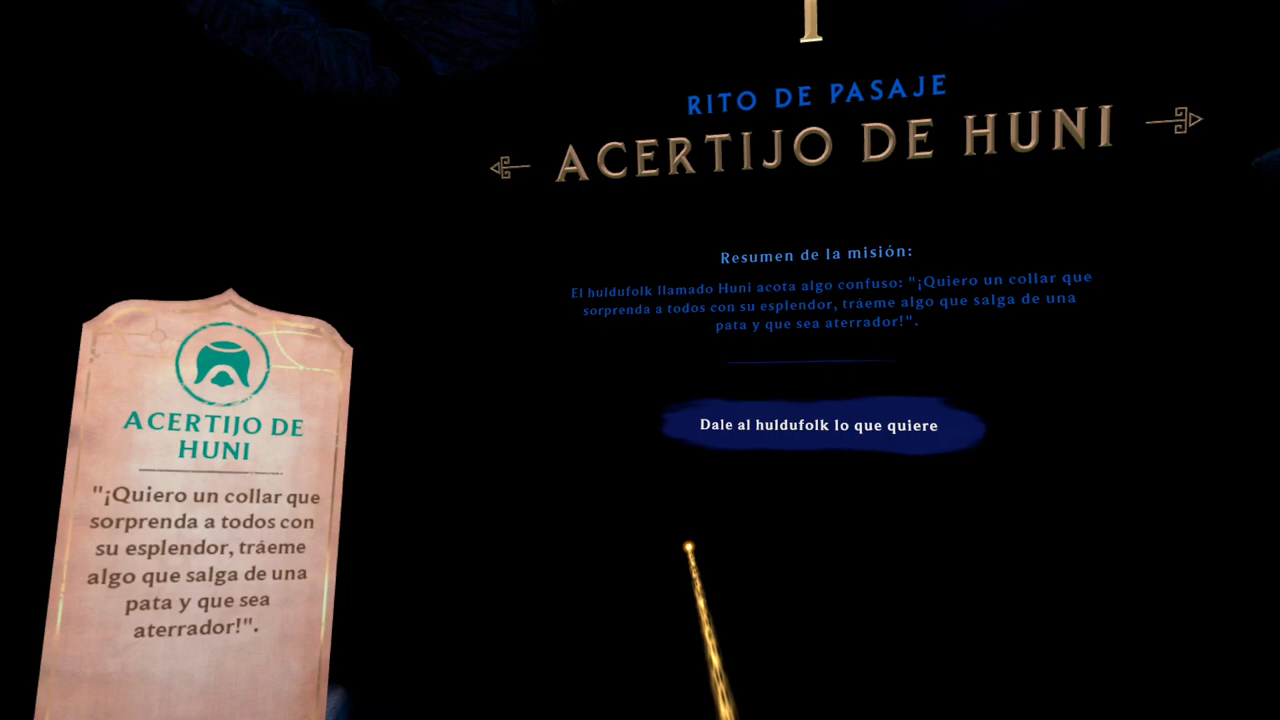 I
RITO DE PASAJE
ACERTIJO DE HUNI
Resumen de la misión:
El huldufolk llamado Huni acota algo confuso: "¡Quiero un collar que
sorprenda a todos con su esplendor, tráeme algo que salga de una
pata y que sea aterrador!".
Dale al huldufolk lo que quiere
ACERTIJO DE
HUNI
"¡Quiero un collar que
sorprenda a todos con
su esplendor, tráeme
algo que salga de una
pata y que sea
aterrador!".